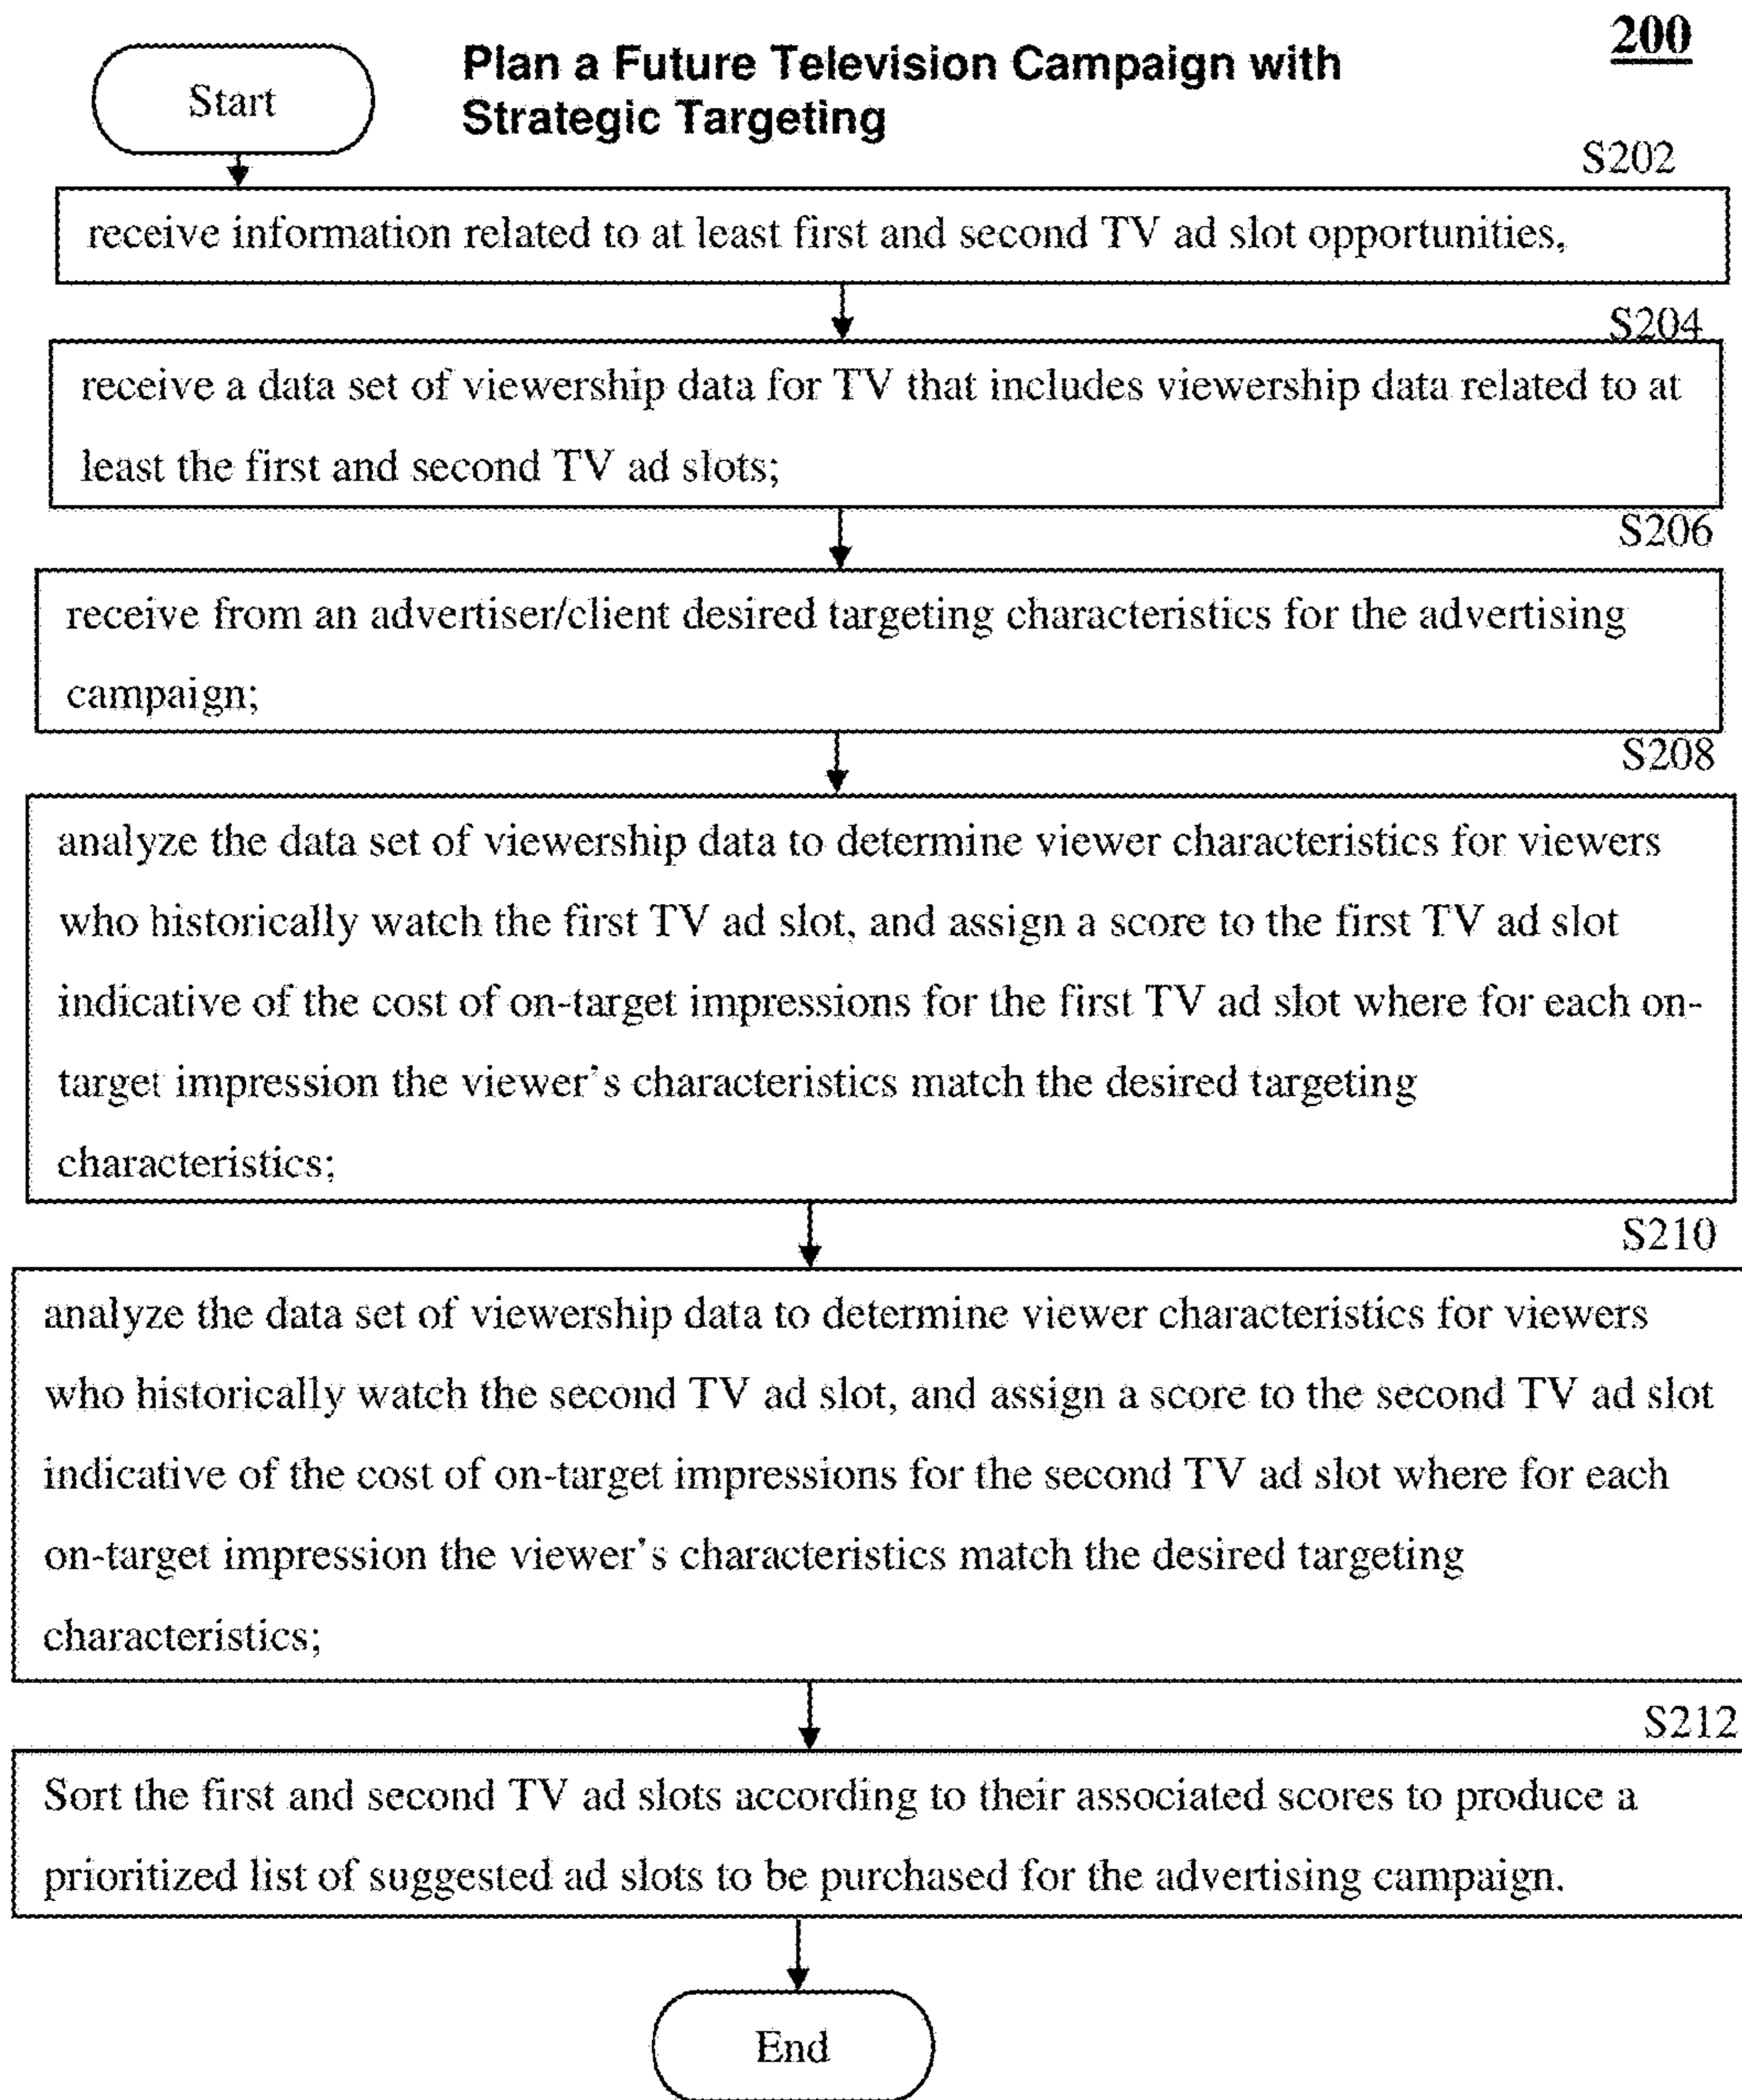 200
Start
Plan a Future Television Campaign with
Strategic Targeting
S202
receive information related to at least first and second TV ad slot opportunities,
S204
receive a data set of viewership data for TV that includes viewership data related to at
least the first and second TV ad slots;
S206
receive from an advertiser/client desired targeting characteristics for the advertising
campaign;
S208
analyze the data set of viewership data to determine viewer characteristics for viewers
who historically watch the first TV ad slot, and assign a score to the first TV ad slot
indicative of the cost of on-target impressions for the first TV ad slot where for each on-
target impression the viewer's characteristics match the desired targeting
characteristics;
S210
analyze the data set of viewership data to determine viewer characteristics for viewers
who historically watch the second TV ad slot, and assign a score to the second TV ad slot
indicative of the cost of on-target impressions for the second TV ad slot where for each
on-target impression the viewer's characteristics match the desired targeting
characteristics;
S212
Sort the first and second TV ad slots according to their associated scores to produce a
prioritized list of suggested ad slots to be purchased for the advertising campaign.
End